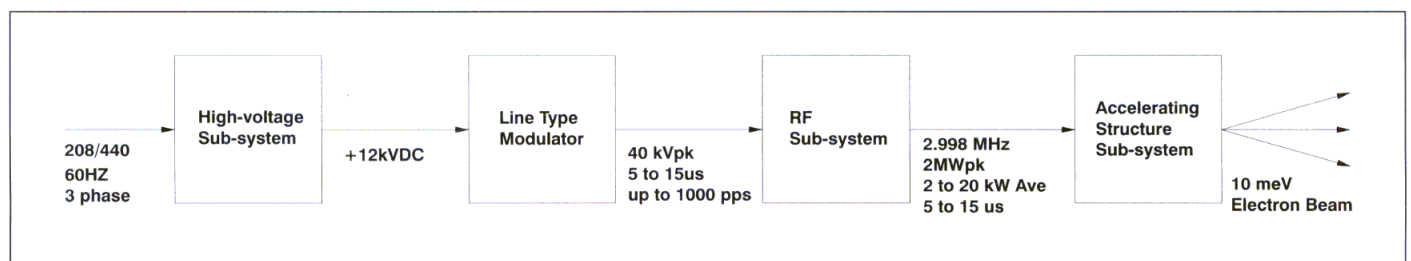 High-voltage
Sub-system
208/440
60HZ
3 phase
+12kVDC
Line Type
Modulator
40 kVpk
5 to 15us
up to 1000 pps
RF
Sub-system
2.998 MHz
2MWpk
2 to 20 kW Ave
5 to 15 us
Accelerating
Structure
Sub-system
10 meV
Electron Beam